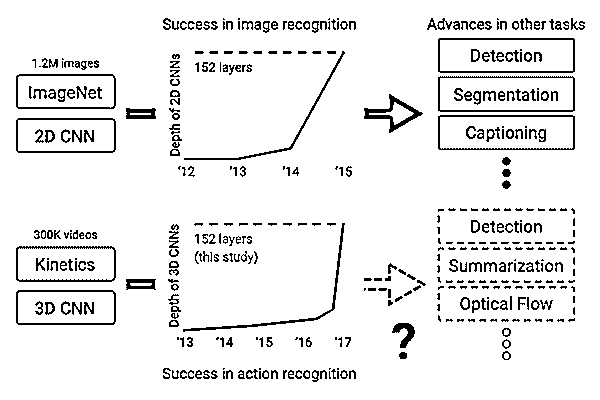 Success in image recognition
Advances in other tasks
1.2M images
ImageNet
2D CNN
Depth of 2D CNNs
152 layers
'12 '13 '14 '15
Detection
Segmentation
Captioning
300K videos
Kinetics
3D CNN
Depth of 3D CNNs
152 layers
(this study)
'13 '14 '15 '16 '17
Success in action recognition
?
Detection
Summarization
Optical Flow